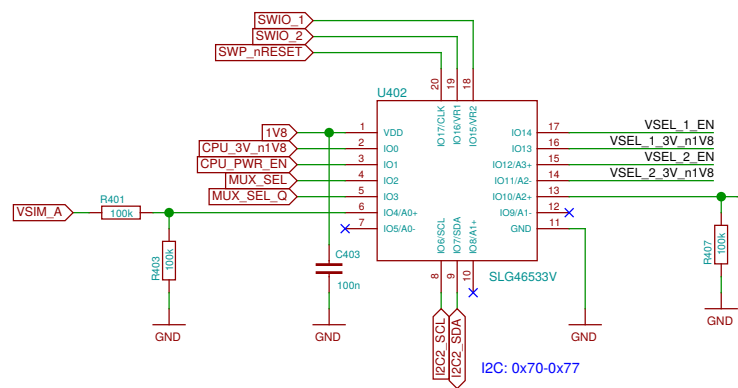 SWIO_1
SWIO_2
SWP_nRESET
20
19
18
U402
IO17/CLK
IO16/VR1
IO15/VR2
1V8
1
VDD
IO14
17
VSEL_1_EN
CPU_3V_n1V8
2
IO0
IO13
16
VSEL_1_3V_n1V8
CPU_PWR_EN
3
IO1
IO12/A3+
15
VSEL_2_EN
MUX_SEL
4
IO2
IO11/A2-
14
VSEL_2_3V_n1V8
MUX_SEL_Q
5
IO3
IO10/A2+
13
VSIM_A
R401
100k
6
IO4/A0+
IO9/A1-
12
7
IO5/A0-
GND
11
R403
100k
C403
100n
IO6/SCL
IO7/SDA
IO8/A1+
R407
100k
SLG46533V
8
9
10
GND
GND
GND
GND
I2C2_SCL
I2C2_SDA
I2C: 0x70-0x77